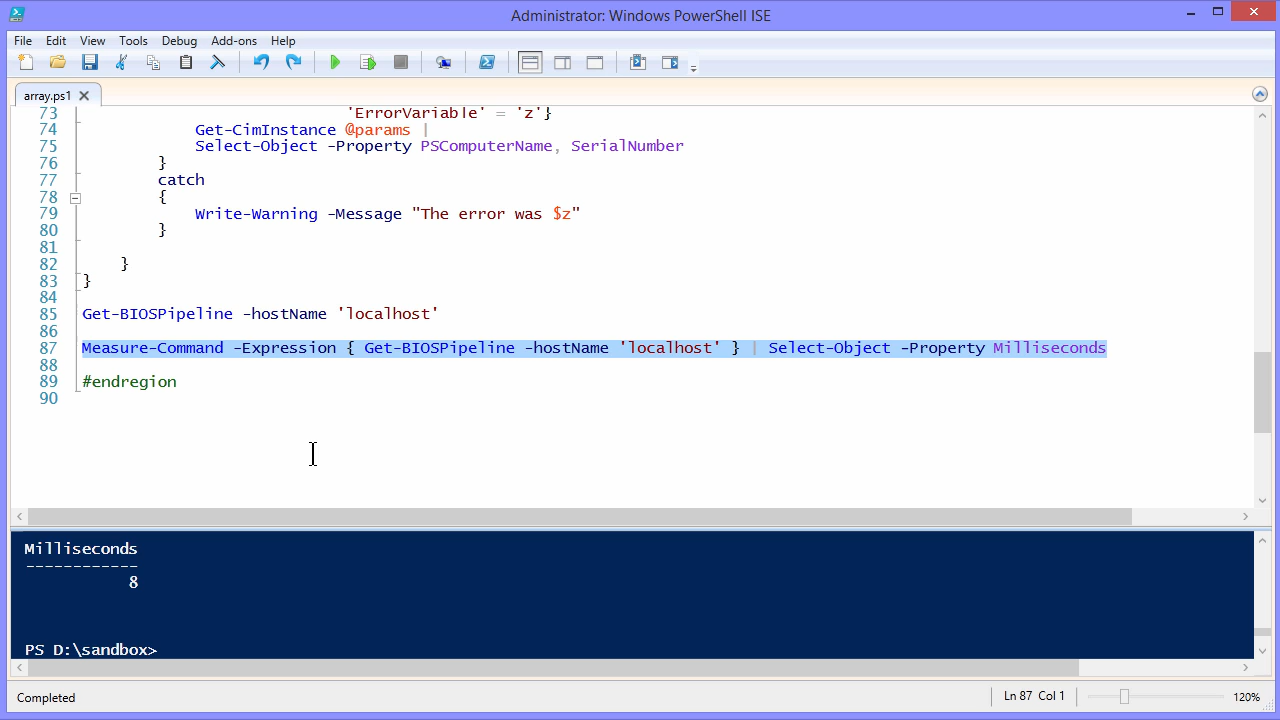 Administrator: Windows PowerShell ISE
File Edit View Tools Debug Add-ons Help
array.ps1
73 'ErrorVariable' = 'z'}
74 Get-CimInstance @params |
75 Select-Object -Property PSComputerName, SerialNumber
76 }
77 catch
78 {
79 Write-Warning -Message "The error was $z"
80 }
81
82 }
83 }
84
85 Get-BIOSPipeline -hostName 'localhost'
86
87 Measure-Command -Expression { Get-BIOSPipeline -hostName 'localhost' } | Select-Object -Property Milliseconds
88
89 #endregion
90
Milliseconds
------------
8
PS D:\sandbox>
Completed Ln 87 Col 1 120%